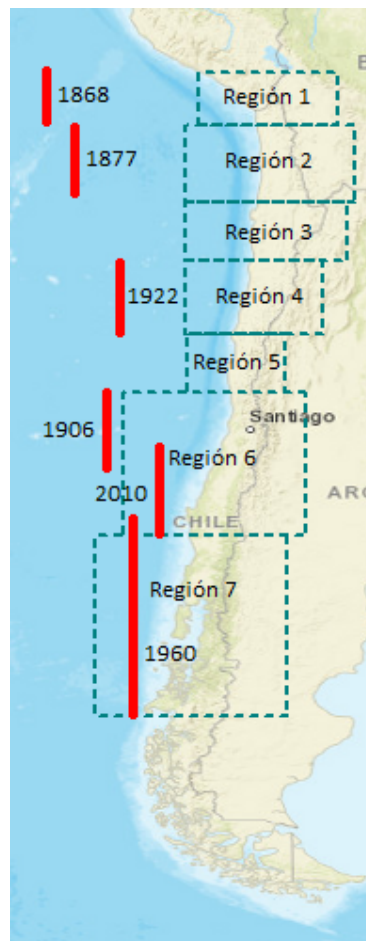 B
1868
Región 1
1877
Región 2
Región 3
1922
Región 4
Región 5
Santiago
1906
Región 6
2010
CHILE
ARG
Región 7
1960